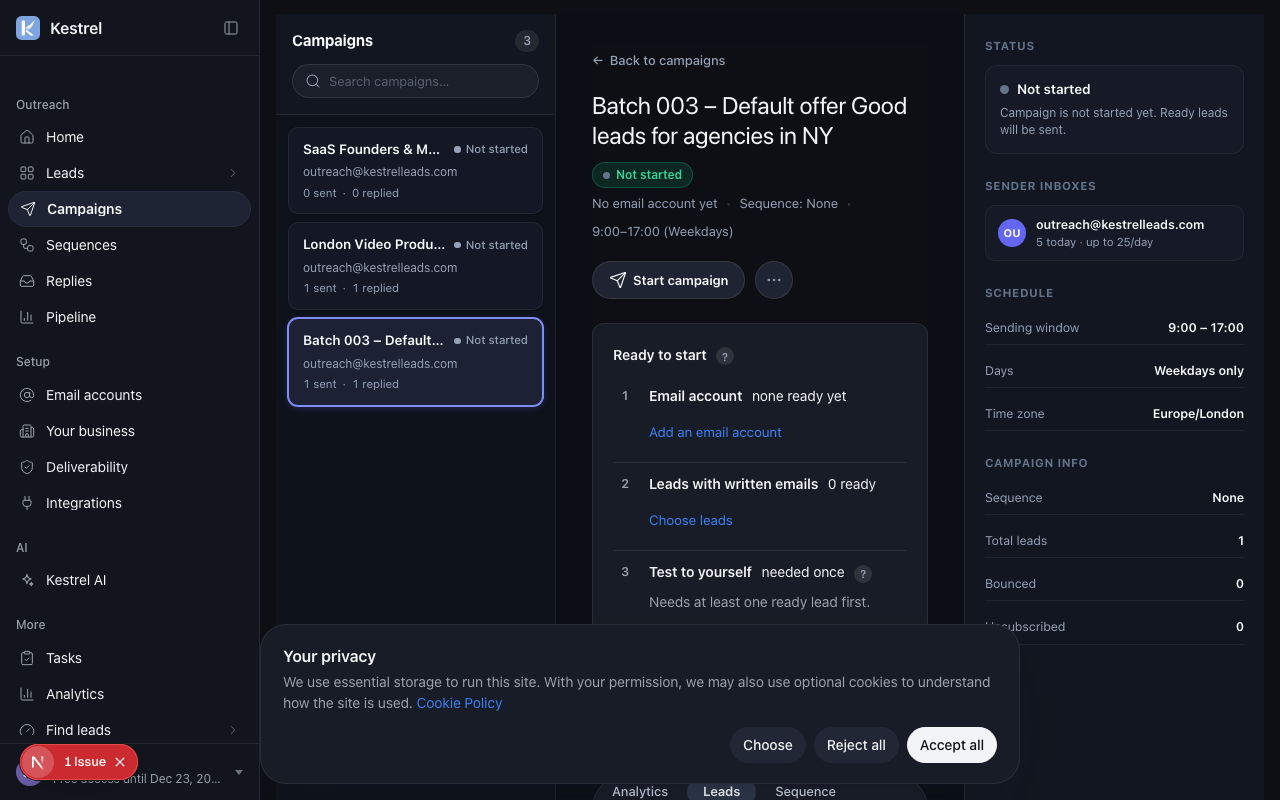 Kestrel
Outreach
Home
Leads
Campaigns
Sequences
Replies
Pipeline
Setup
Email accounts
Your business
Deliverability
Integrations
AI
Kestrel AI
More
Tasks
Analytics
Find leads
N 1 Issue
Free access until Dec 23, 20...
Campaigns 3
Search campaigns...
SaaS Founders & M... Not started
outreach@kestrelleads.com
0 sent · 0 replied
London Video Produ... Not started
outreach@kestrelleads.com
1 sent · 1 replied
Batch 003 – Default... Not started
outreach@kestrelleads.com
1 sent · 1 replied
← Back to campaigns
Batch 003 – Default offer Good
leads for agencies in NY
Not started
No email account yet · Sequence: None ·
9:00–17:00 (Weekdays)
Start campaign ...
Ready to start ?
1 Email account none ready yet
Add an email account
2 Leads with written emails 0 ready
Choose leads
3 Test to yourself needed once ?
Needs at least one ready lead first.
STATUS
Not started
Campaign is not started yet. Ready leads
will be sent.
SENDER INBOXES
OU outreach@kestrelleads.com
5 today · up to 25/day
SCHEDULE
Sending window 9:00 – 17:00
Days Weekdays only
Time zone Europe/London
CAMPAIGN INFO
Sequence None
Total leads 1
Bounced 0
Unsubscribed 0
Your privacy
We use essential storage to run this site. With your permission, we may also use optional cookies to understand
how the site is used. Cookie Policy
Choose Reject all Accept all
Analytics Leads Sequence